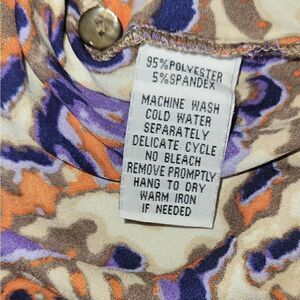 95%POLYESTER
5%SPANDEX
MACHINE WASH
COLD WATER
SEPARATELY
DELICATE CYCLE
NO BLEACH
REMOVE PROMPTLY
HANG TO DRY
WARM IRON
IF NEEDED